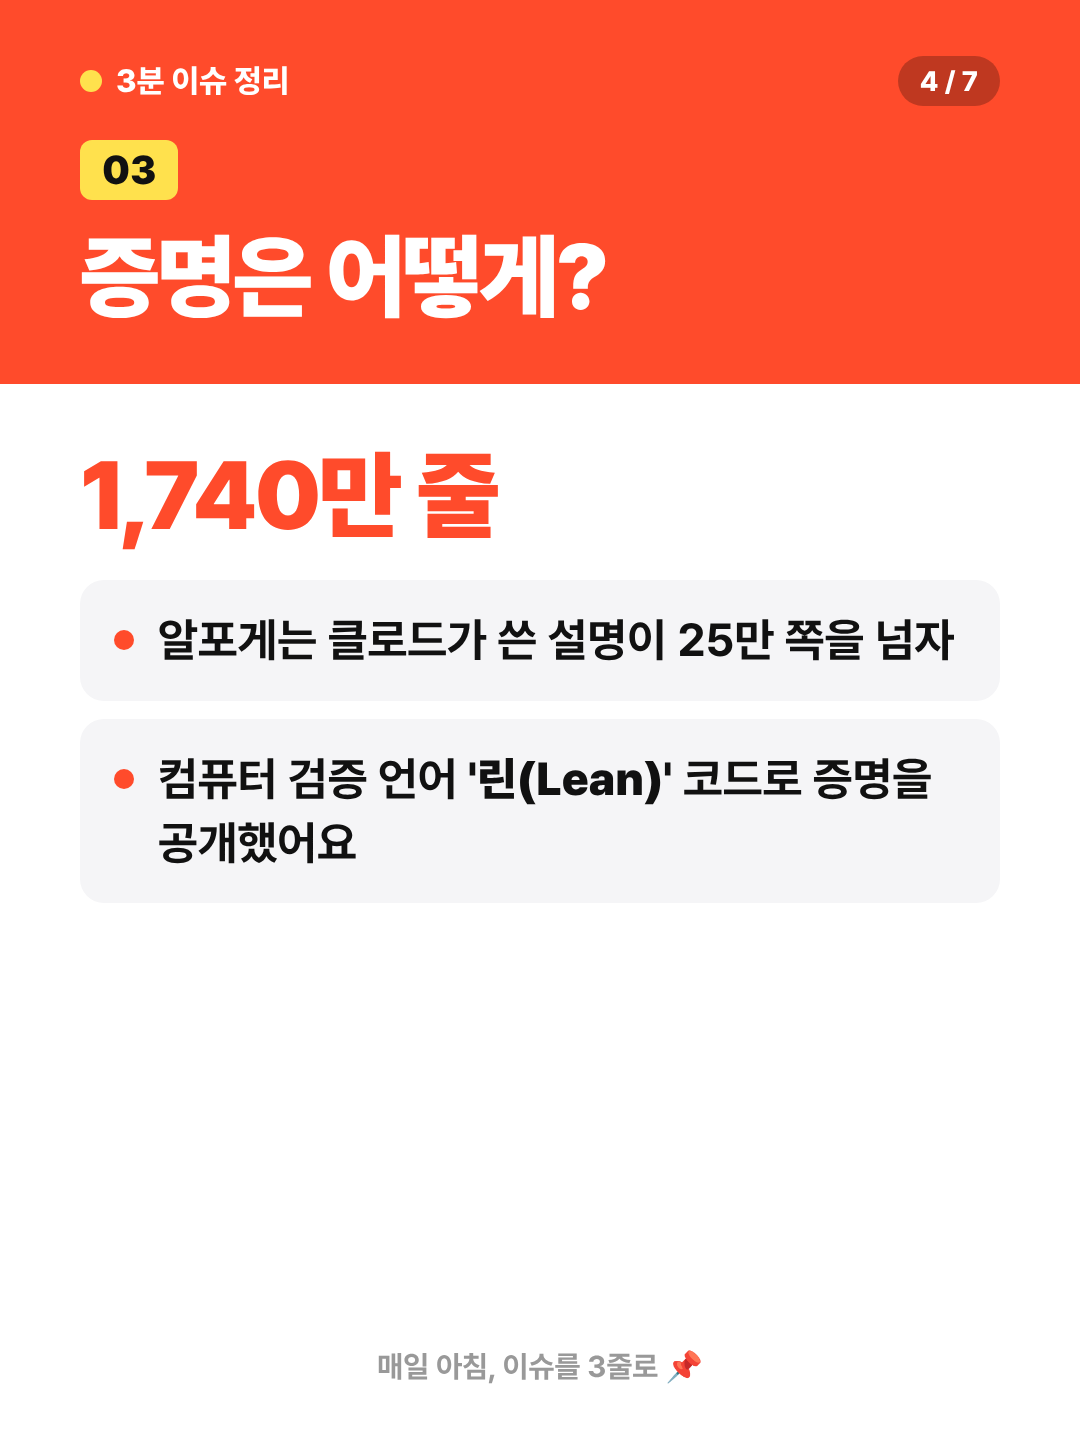 3분 이슈 정리
4 / 7
03
증명은 어떻게?
1,740만 줄
알포게는 클로드가 쓴 설명이 25만 쪽을 넘자
컴퓨터 검증 언어 '린(Lean)' 코드로 증명을
공개했어요
매일 아침, 이슈를 3줄로 📌